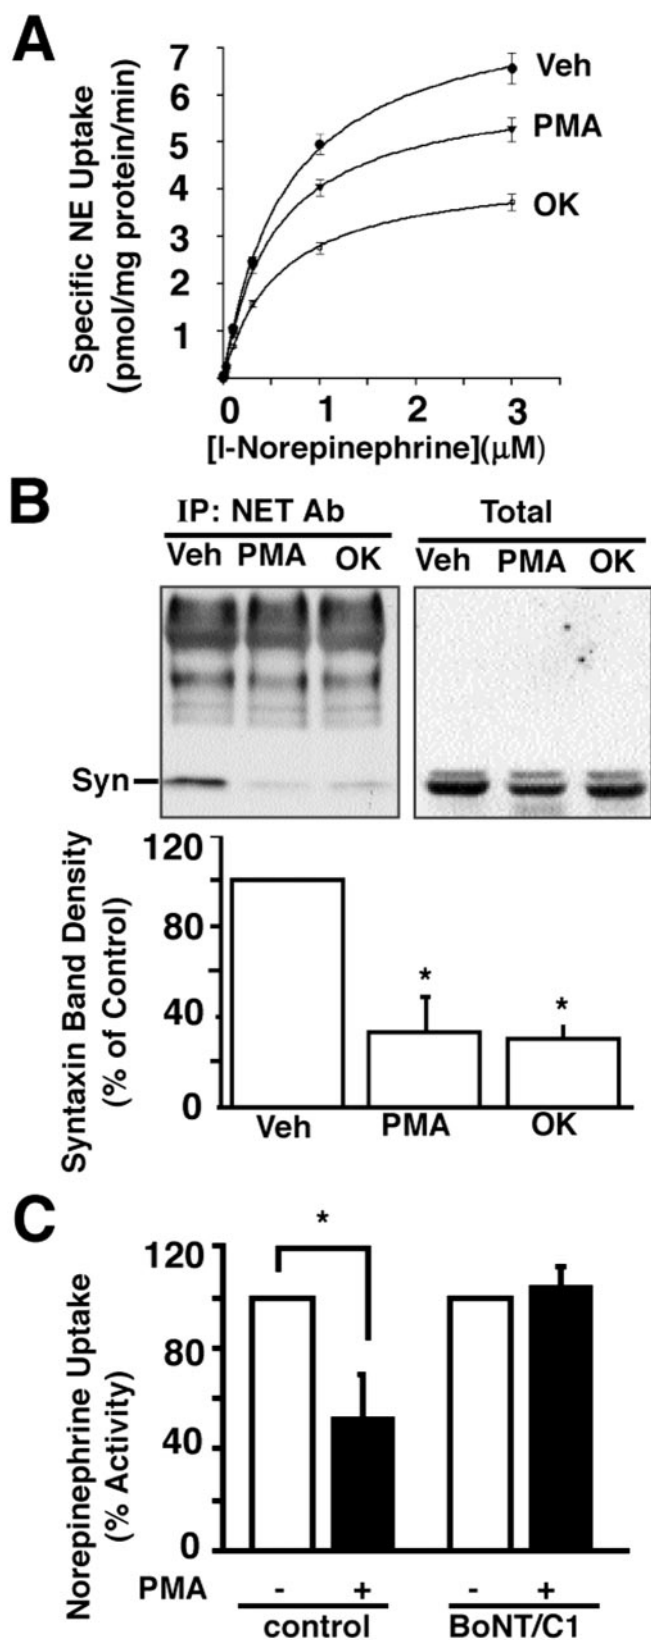 A
Specific NE Uptake
(pmol/mg protein/min)
7
6
5
4
3
2
1
Veh
PMA
OK
0 1 2 3
[l-Norepinephrine](μM)
B
IP: NET Ab Total
Veh PMA OK Veh PMA OK
Syn
Syntaxin Band Density
(% of Control)
120
80
40
0
* *
Veh PMA OK
C
Norepinephrine Uptake
(% Activity)
120
80
40
0
*
PMA - + - +
control BoNT/C1